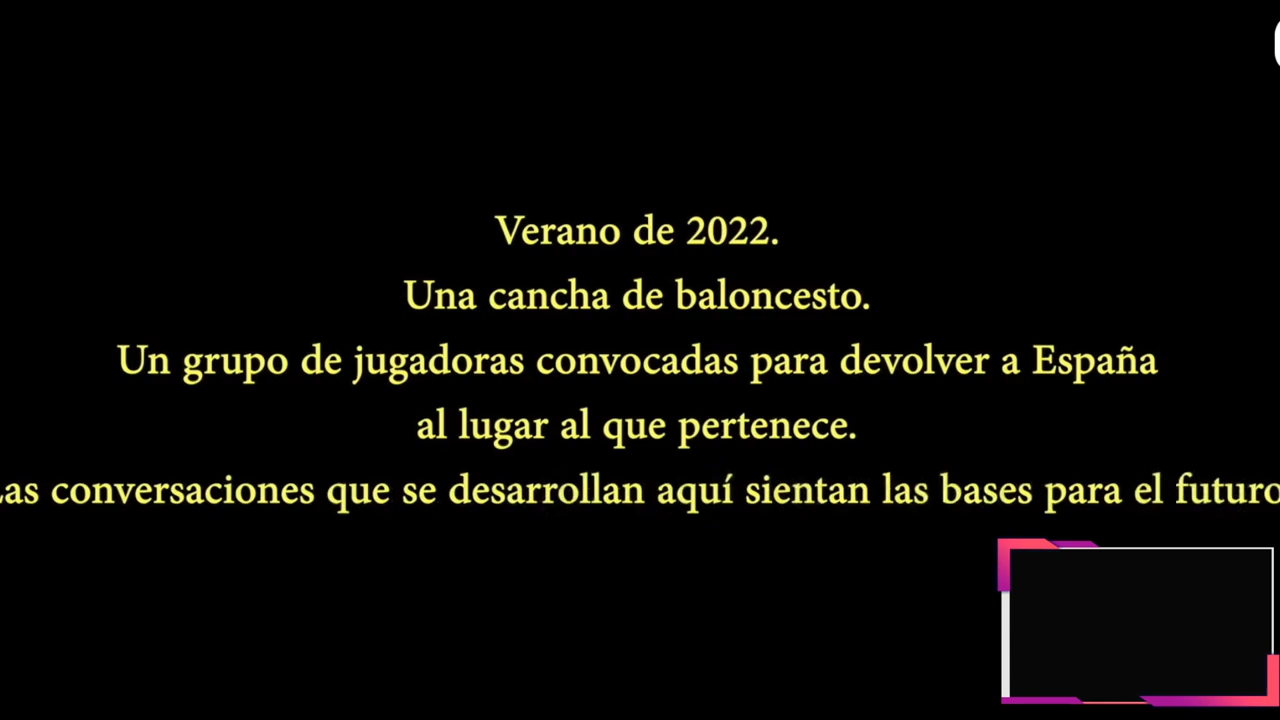 Verano de 2022.
Una cancha de baloncesto.
Un grupo de jugadoras convocadas para devolver a España
al lugar al que pertenece.
Las conversaciones que se desarrollan aquí sientan las bases para el futuro